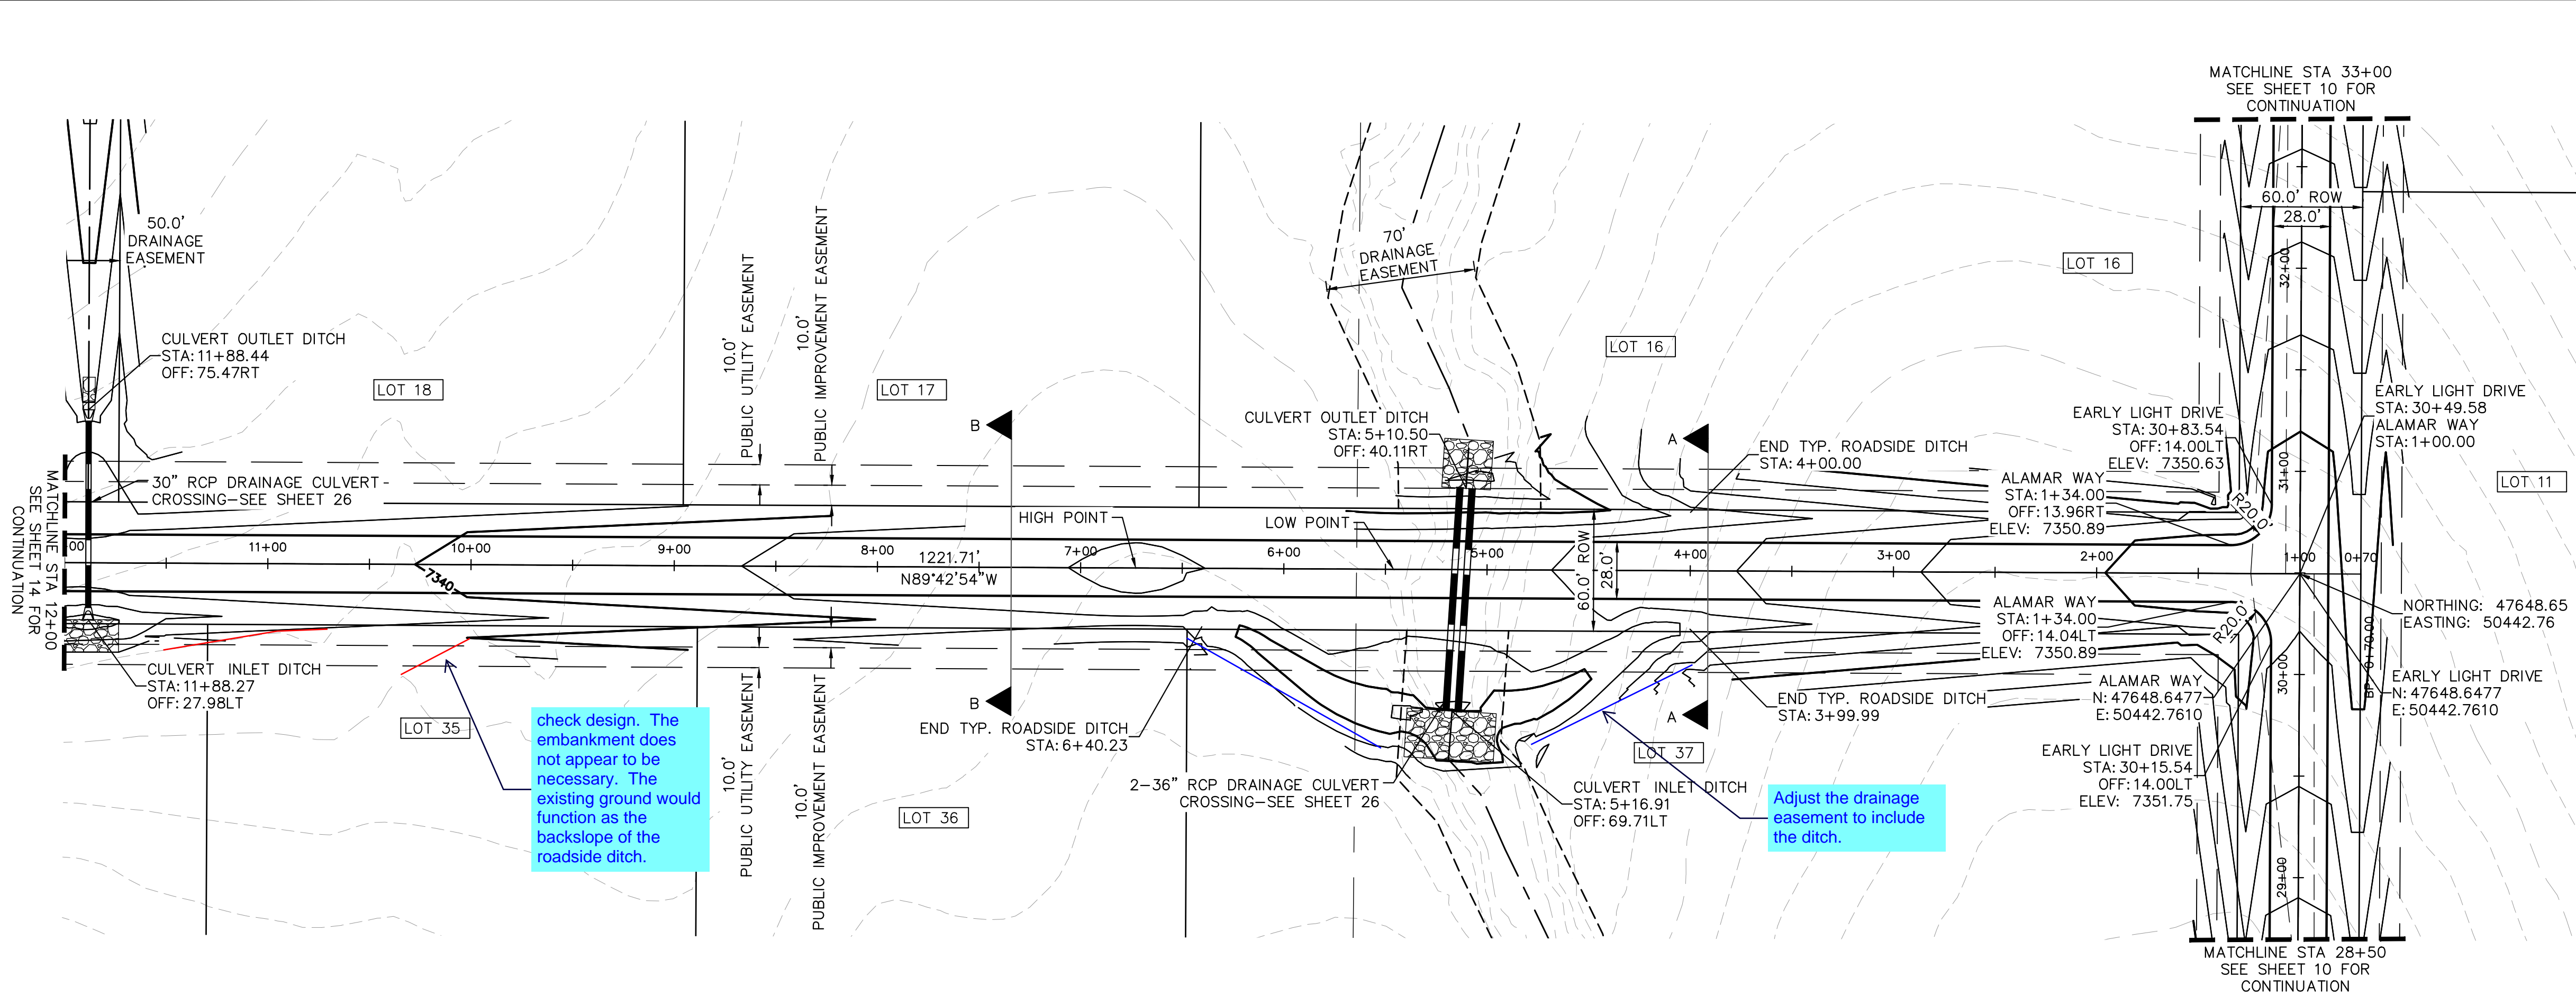 MATCHLINE STA 33+00
SEE SHEET 10 FOR
CONTINUATION
50.0'
DRAINAGE
EASEMENT
60.0' ROW
28.0'
32+00
70'
DRAINAGE
EASEMENT
LOT 16
10.0'
PUBLIC UTILITY EASEMENT
10.0'
PUBLIC IMPROVEMENT EASEMENT
CULVERT OUTLET DITCH
STA: 11+88.44
OFF: 75.47RT
LOT 18
LOT 17
LOT 16
B
CULVERT OUTLET DITCH
STA: 5+10.50
OFF: 40.11RT
A
END TYP. ROADSIDE DITCH
STA: 4+00.00
EARLY LIGHT DRIVE
STA: 30+83.54
OFF: 14.00LT
ELEV: 7350.63
EARLY LIGHT DRIVE
STA: 30+49.58
ALAMAR WAY
STA: 1+00.00
31+00
LOT 11
ALAMAR WAY
STA: 1+34.00
OFF: 13.96RT
ELEV: 7350.89
R20.0'
30" RCP DRAINAGE CULVERT
CROSSING-SEE SHEET 26
MATCHLINE STA 12+00
SEE SHEET 14 FOR
CONTINUATION
HIGH POINT
LOW POINT
00
11+00
10+00
9+00
8+00
7+00
6+00
5+00
4+00
3+00
2+00
1+00
0+70
1221.71'
N89°42'54"W
7340
60.0' ROW
28.0'
ALAMAR WAY
STA: 1+34.00
OFF: 14.04LT
ELEV: 7350.89
R20.0'
NORTHING: 47648.65
EASTING: 50442.76
BP: 0+70.00
30+00
CULVERT INLET DITCH
STA: 11+88.27
OFF: 27.98LT
10.0'
PUBLIC UTILITY EASEMENT
10.0'
PUBLIC IMPROVEMENT EASEMENT
LOT 35
check design. The
embankment does
not appear to be
necessary. The
existing ground would
function as the
backslope of the
roadside ditch.
B
END TYP. ROADSIDE DITCH
STA: 6+40.23
LOT 36
2-36" RCP DRAINAGE CULVERT
CROSSING-SEE SHEET 26
A
LOT 37
CULVERT INLET DITCH
STA: 5+16.91
OFF: 69.71LT
END TYP. ROADSIDE DITCH
STA: 3+99.99
Adjust the drainage
easement to include
the ditch.
ALAMAR WAY
N: 47648.6477
E: 50442.7610
EARLY LIGHT DRIVE
N: 47648.6477
E: 50442.7610
EARLY LIGHT DRIVE
STA: 30+15.54
OFF: 14.00LT
ELEV: 7351.75
29+00
MATCHLINE STA 28+50
SEE SHEET 10 FOR
CONTINUATION